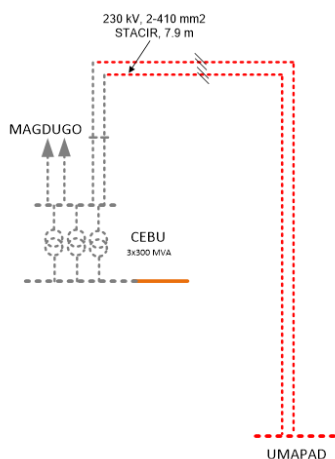 230 kV, 2-410 mm2
STACIR, 7.9 m
MAGDUGO
CEBU
3x300 MVA
UMAPAD